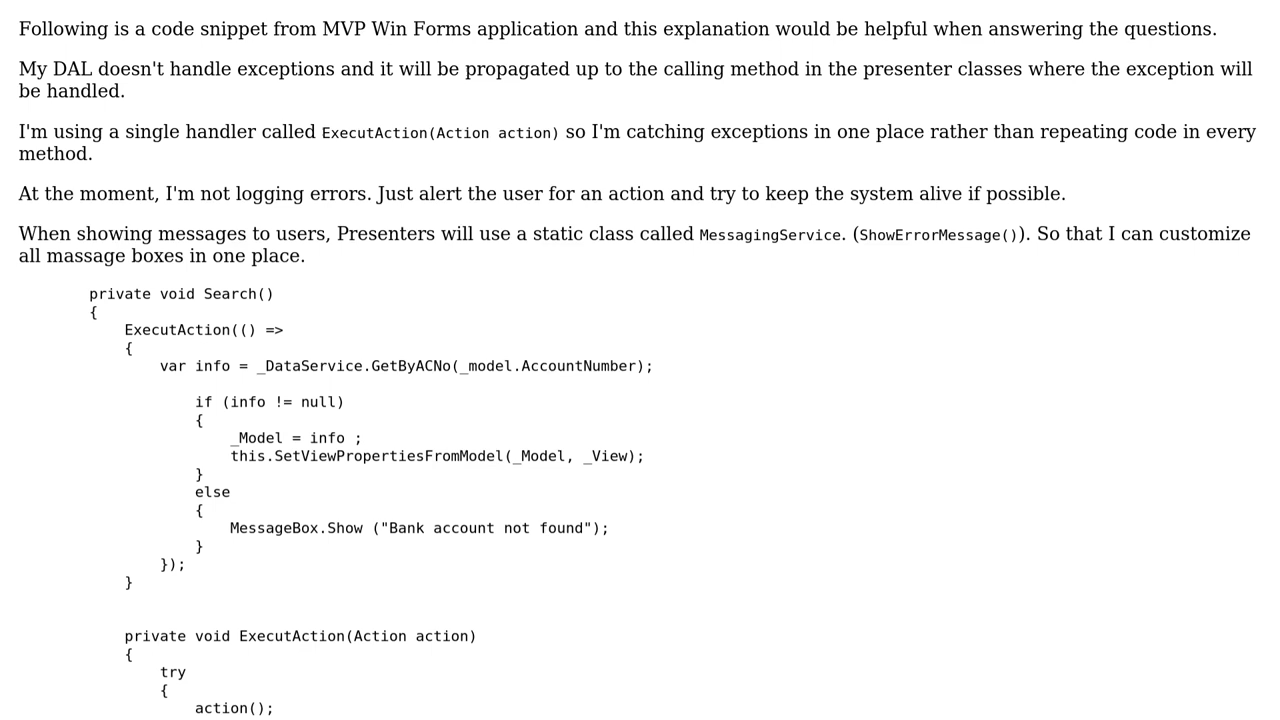 Following is a code snippet from MVP Win Forms application and this explanation would be helpful when answering the questions.
My DAL doesn't handle exceptions and it will be propagated up to the calling method in the presenter classes where the exception will
be handled.
I'm using a single handler called ExecutAction(Action action) so I'm catching exceptions in one place rather than repeating code in every
method.
At the moment, I'm not logging errors. Just alert the user for an action and try to keep the system alive if possible.
When showing messages to users, Presenters will use a static class called MessagingService. (ShowErrorMessage()). So that I can customize
all massage boxes in one place.
private void Search()
{
ExecutAction(() =>
{
var info = _DataService.GetByACNo(_model.AccountNumber);
if (info != null)
{
_Model = info ;
this.SetViewPropertiesFromModel(_Model, _View);
}
else
{
MessageBox.Show ("Bank account not found");
}
});
}
private void ExecutAction(Action action)
{
try
{
action();